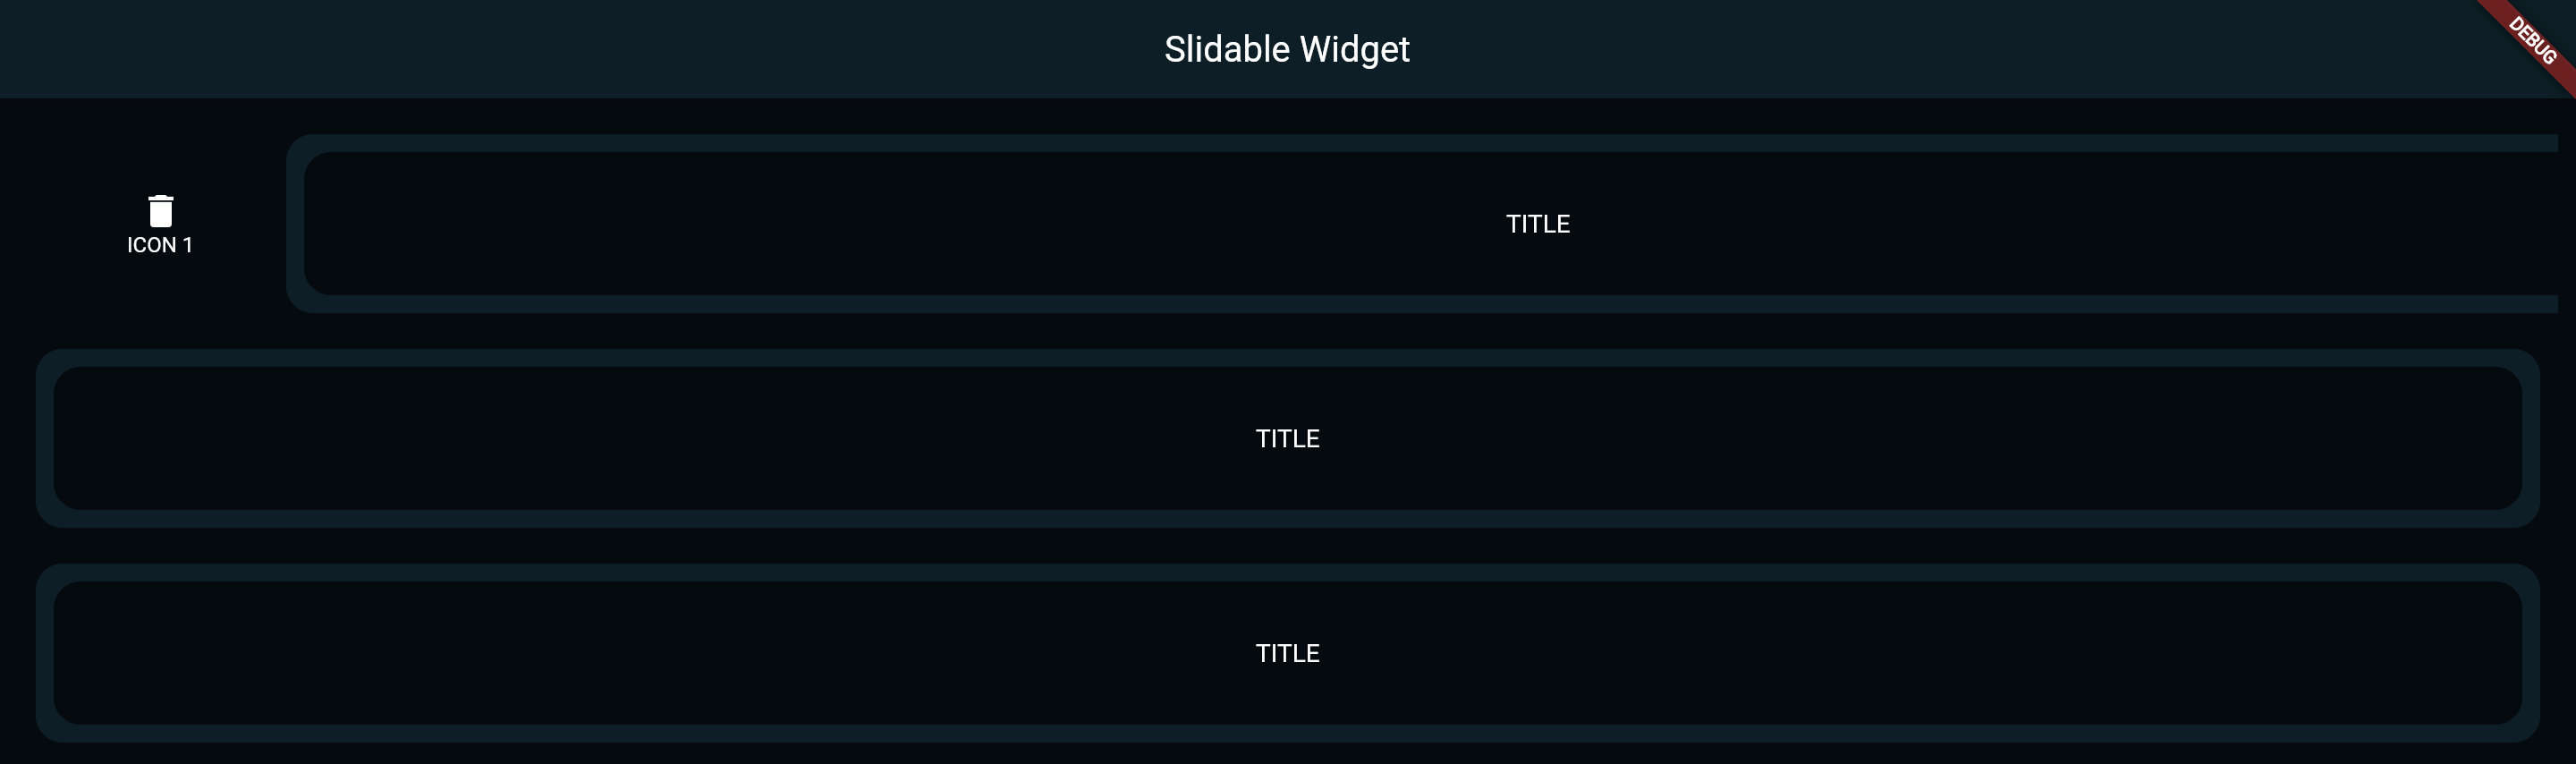 Slidable Widget
DEBUG
TITLE
ICON 1
TITLE
TITLE